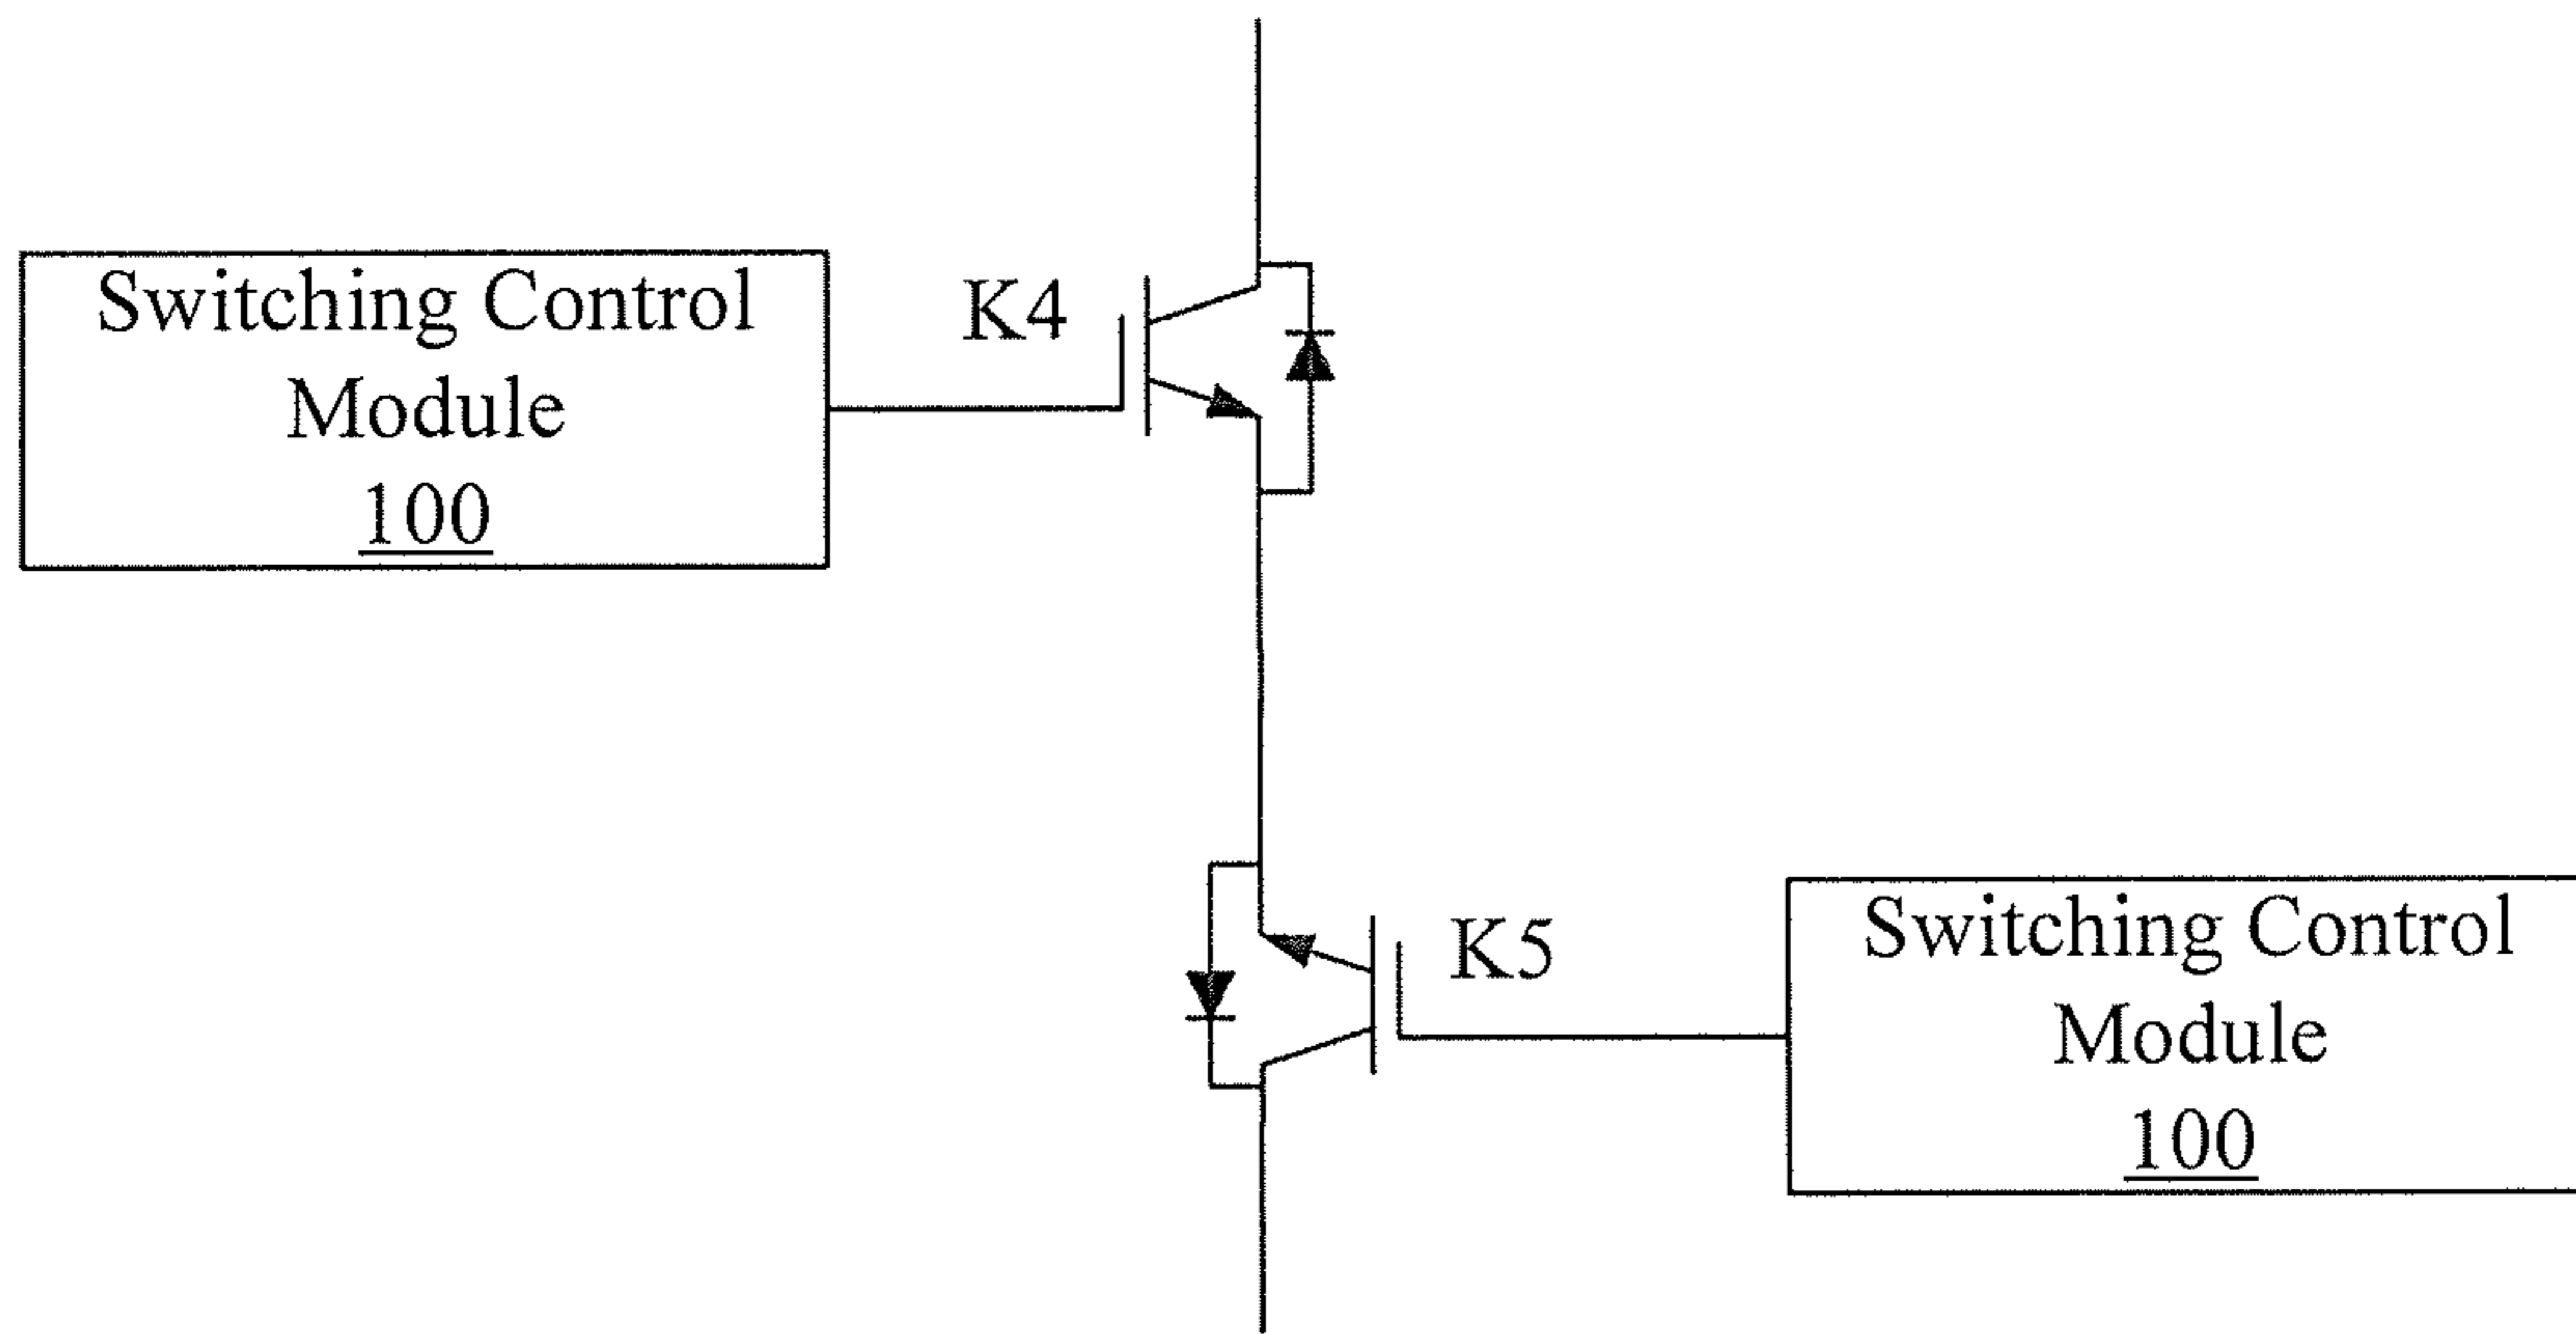 Switching Control
Module
100
K4
K5
Switching Control
Module
100